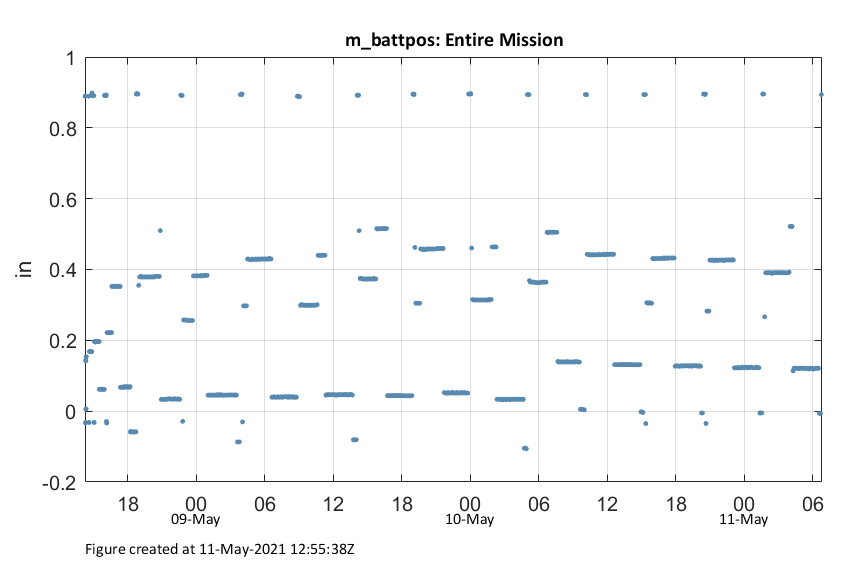 m_battpos: Entire Mission
1
0.8
0.6
0.4
0.2
0
-0.2
in
18 00 06 12 18 00 06 12 18 00 06
09-May 10-May 11-May
Figure created at 11-May-2021 12:55:38Z